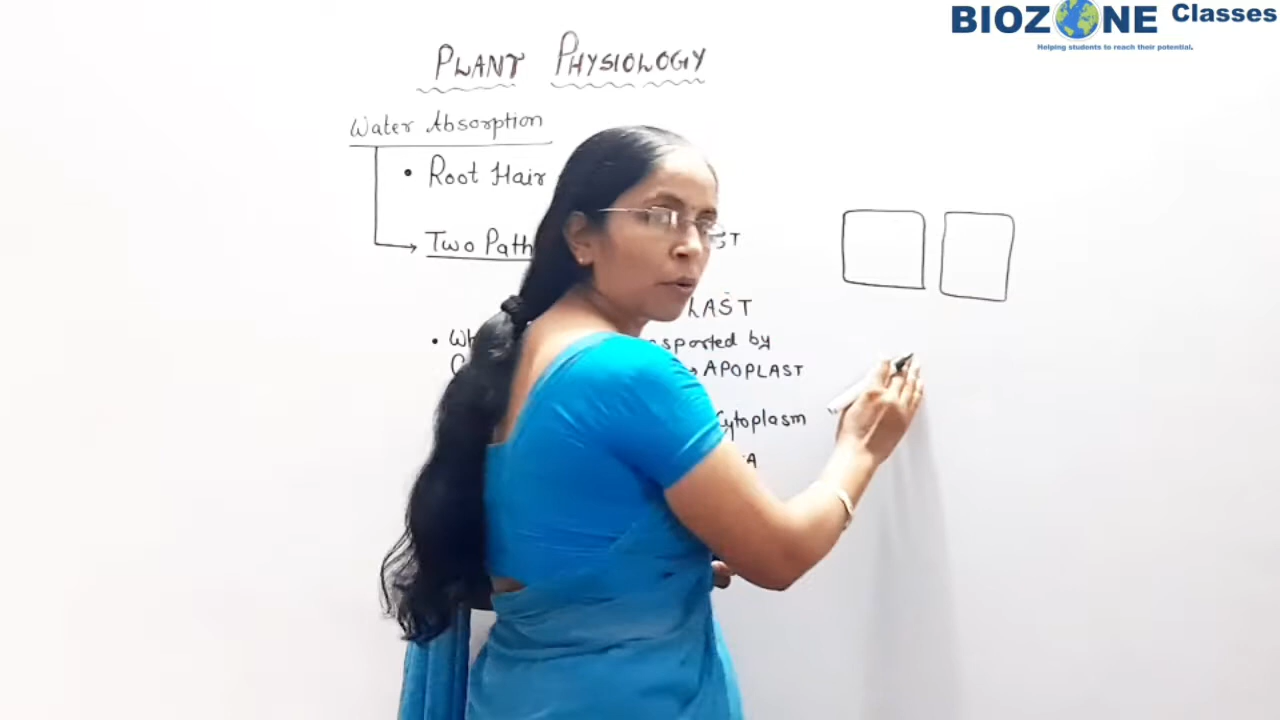 BIOZONE Classes
Helping students to reach their potential.
PLANT PHYSIOLOGY
Water Absorption
• Root Hair
Two Path
LAST
• Wh sported by
→ APOPLAST
Cytoplasm